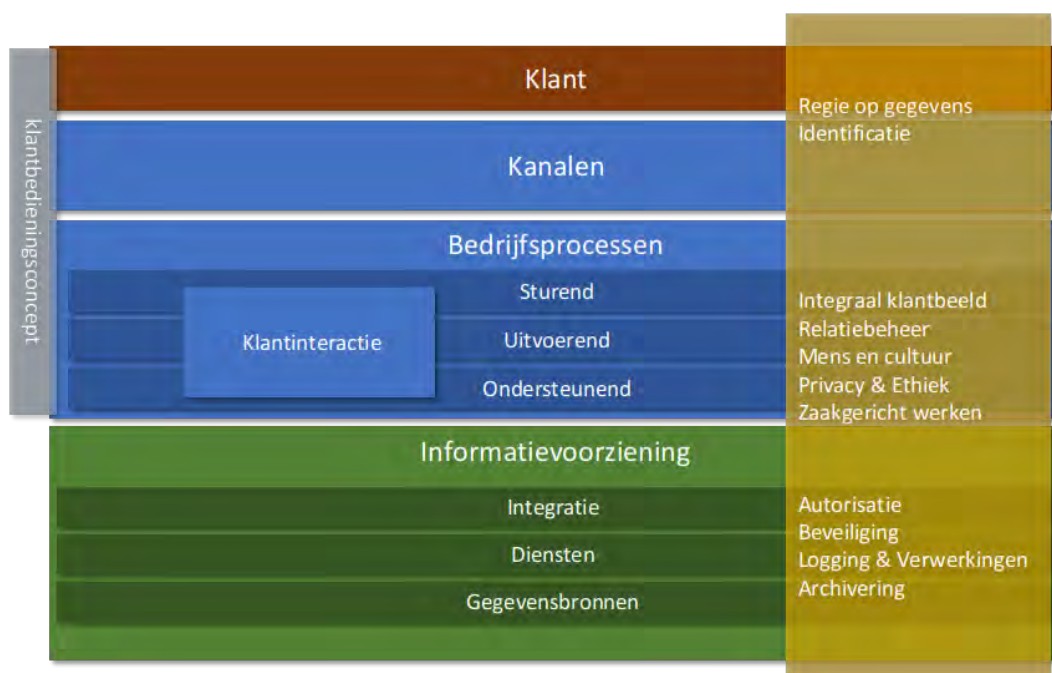 klantbedieningsconcept
Klant
Kanalen
Bedrijfsprocessen
Sturend
Klantinteractie
Uitvoerend
Ondersteunend
Informatievoorziening
Integratie
Diensten
Gegevensbronnen
Regie op gegevens
Identificatie
Integraal klantbeeld
Relatiebeheer
Mens en cultuur
Privacy & Ethiek
Zaakgericht werken
Autorisatie
Beveiliging
Logging & Verwerkingen
Archivering